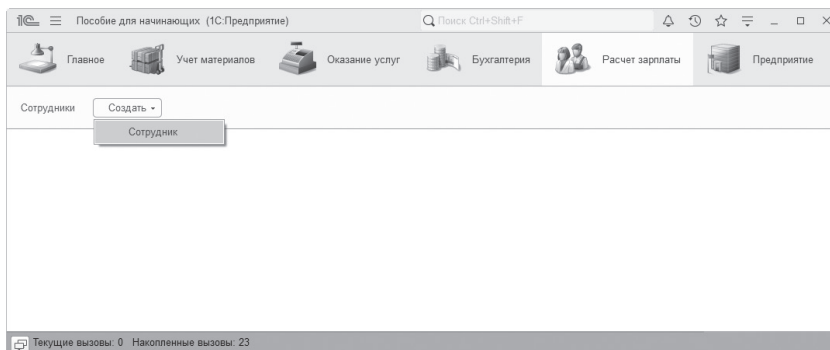 1С Пособие для начинающих (1С:Предприятие) Поиск Ctrl+Shift+F
Главное Учет материалов Оказание услуг Бухгалтерия Расчет зарплаты Предприятие
Сотрудники Создать
Сотрудник
Текущие вызовы: 0 Накопленные вызовы: 23